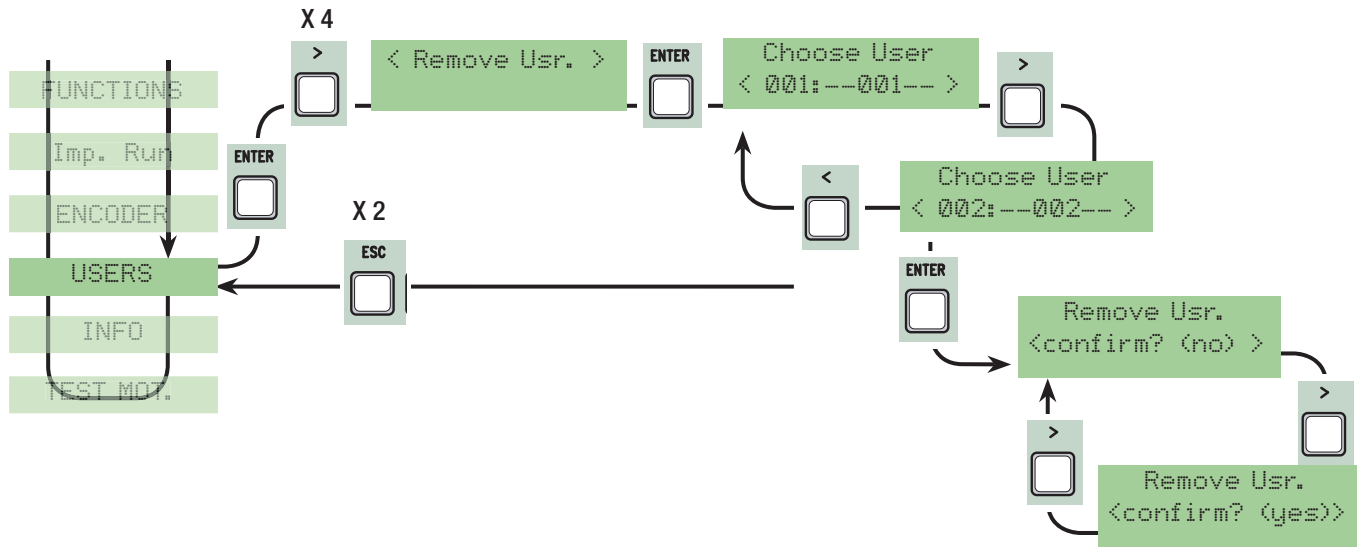 X 4
>
< Remove Usr. >
ENTER
Choose User
< 001:--001-- >
>
FUNCTIONS
Imp. Run
ENCODER
USERS
INFO
TEST MOT.
ENTER
<
Choose User
< 002:--002-- >
X 2
ESC
ENTER
Remove Usr.
<confirm? (no) >
>
>
Remove Usr.
<confirm? (yes)>